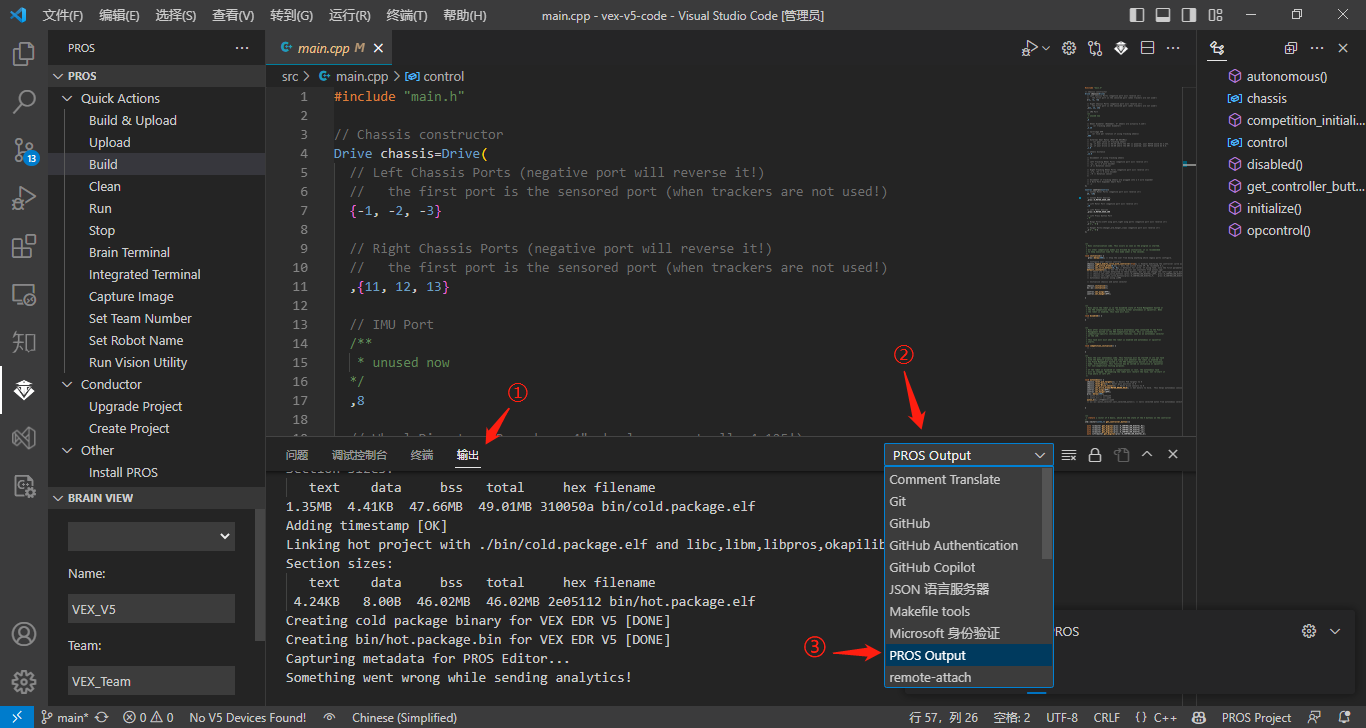 文件(F) 编辑(E) 选择(S) 查看(V) 转到(G) 运行(R) 终端(T) 帮助(H) main.cpp - vex-v5-code - Visual Studio Code [管理员]
PROS
PROS
Quick Actions
Build & Upload
Upload
Build
Clean
Run
Stop
Brain Terminal
Integrated Terminal
Capture Image
Set Team Number
Set Robot Name
Run Vision Utility
Conductor
Upgrade Project
Create Project
Other
Install PROS
BRAIN VIEW
Name:
VEX_V5
Team:
VEX_Team
13
知
main.cpp M
src > main.cpp > control
1 #include "main.h"
2
3 // Chassis constructor
4 Drive chassis=Drive(
5 // Left Chassis Ports (negative port will reverse it!)
6 // the first port is the sensored port (when trackers are not used!)
7 {-1, -2, -3}
8
9 // Right Chassis Ports (negative port will reverse it!)
10 // the first port is the sensored port (when trackers are not used!)
11 ,{11, 12, 13}
12
13 // IMU Port
14 /**
15 * unused now
16 */
17 ,8
18
①
②
③
问题 调试控制台 终端 输出
PROS Output
Section sizes:
text data bss total hex filename
1.35MB 4.41KB 47.66MB 49.01MB 310050a bin/cold.package.elf
Adding timestamp [OK]
Linking hot project with ./bin/cold.package.elf and libc,libm,libpros,okapilib
Section sizes:
text data bss total hex filename
4.24KB 8.00B 46.02MB 46.02MB 2e05112 bin/hot.package.elf
Creating cold package binary for VEX EDR V5 [DONE]
Creating bin/hot.package.bin for VEX EDR V5 [DONE]
Capturing metadata for PROS Editor...
Something went wrong while sending analytics!
Comment Translate
Git
GitHub
GitHub Authentication
GitHub Copilot
JSON 语言服务器
Makefile tools
Microsoft 身份验证
PROS Output
remote-attach
PROS
autonomous()
chassis
competition_initiali...
control
disabled()
get_controller_butt...
initialize()
opcontrol()
main* 0 0 No V5 Devices Found! Chinese (Simplified) 行 57，列 26 空格: 2 UTF-8 CRLF {} C++ PROS Project